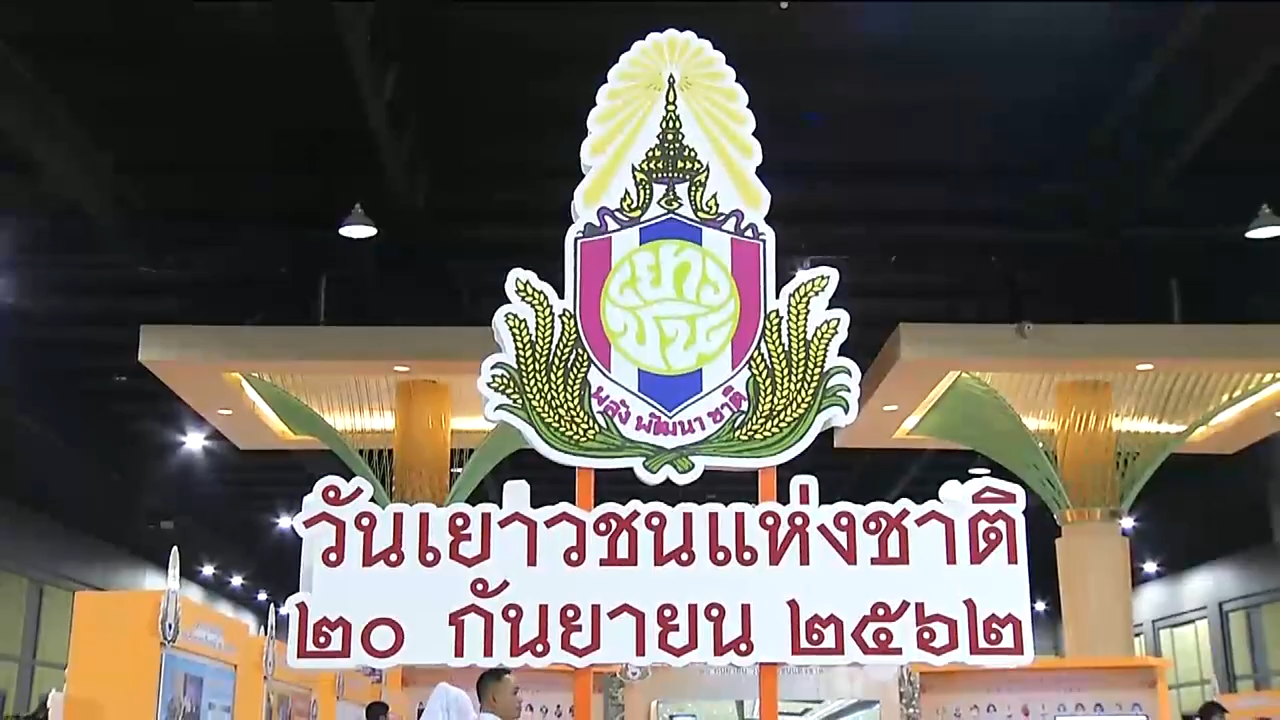 เยาวชน
พลัง พัฒนา ชาติ
วันเยาวชนแห่งชาติ
๒๐ กันยายน ๒๕๖๒